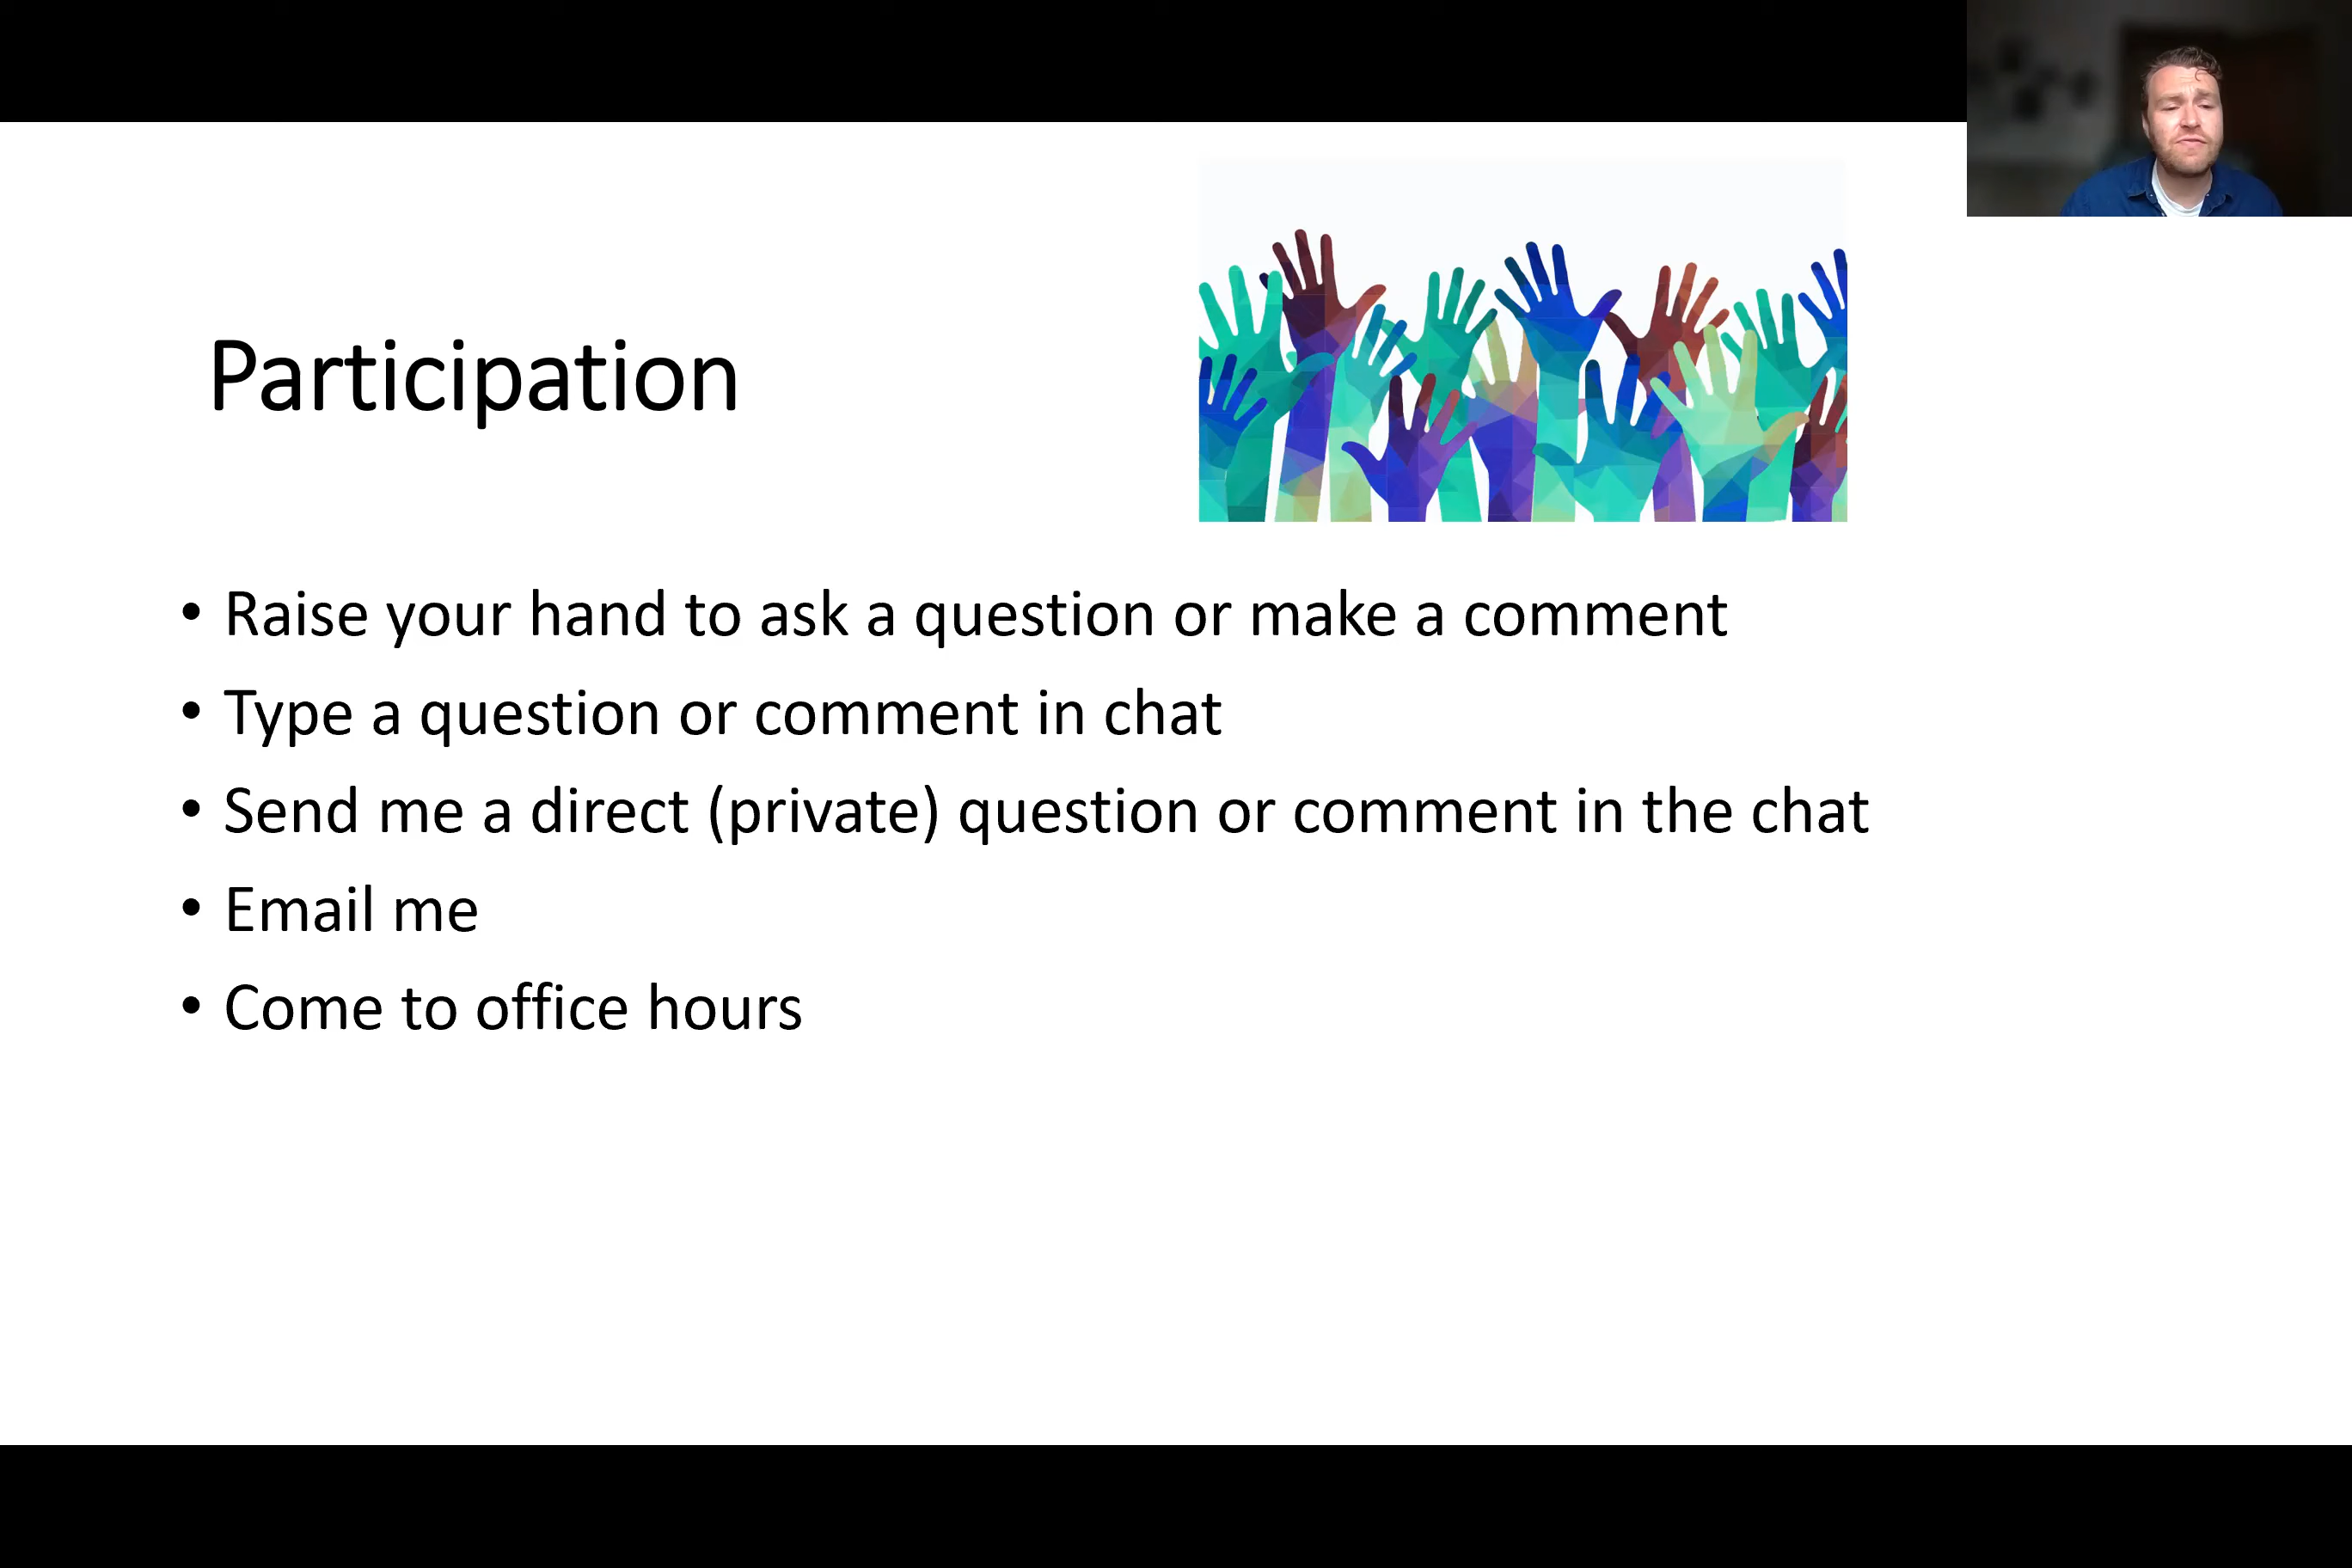 Participation
• Raise your hand to ask a question or make a comment
• Type a question or comment in chat
• Send me a direct (private) question or comment in the chat
• Email me
• Come to office hours